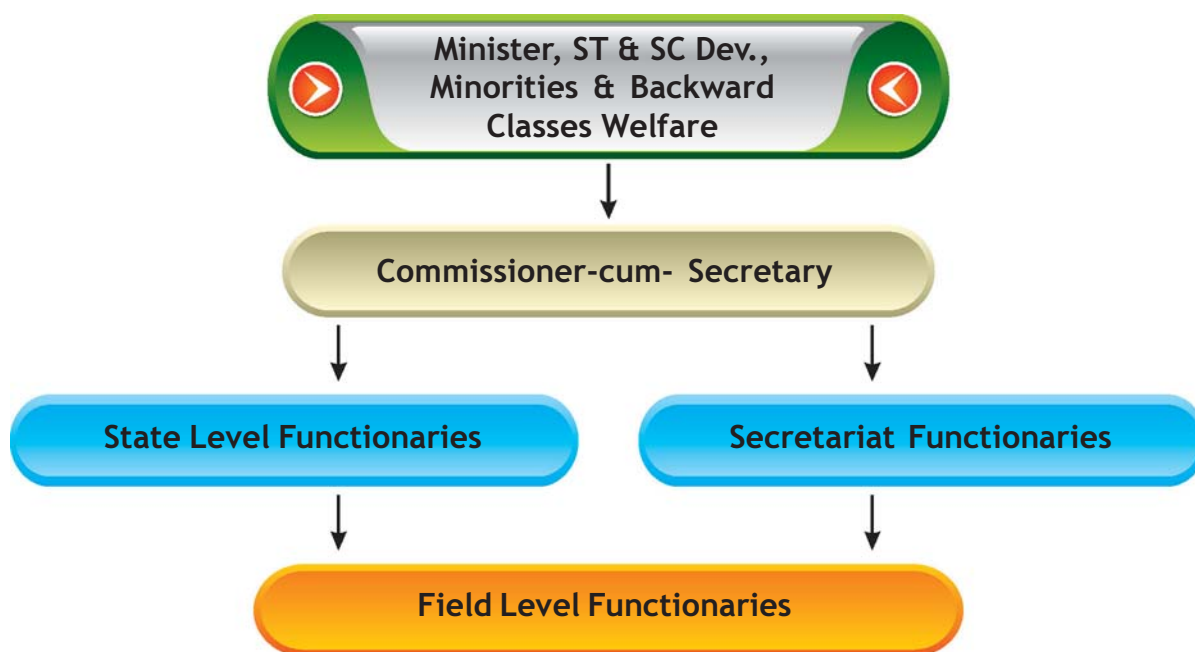 Minister, ST & SC Dev.,
Minorities & Backward
Classes Welfare
Commissioner-cum- Secretary
State Level Functionaries
Secretariat Functionaries
Field Level Functionaries